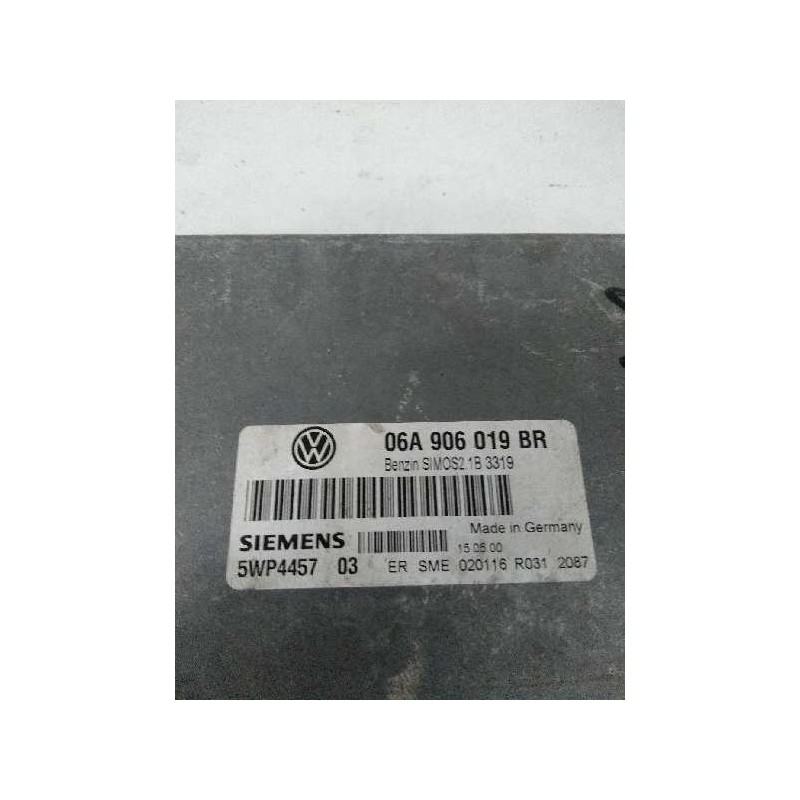 06A 906 019 BR
Benzin SIMOS2.1B 3319
Made in Germany
SIEMENS
15.05.00
5WP4457 03 ER SME 020116 R031 2087